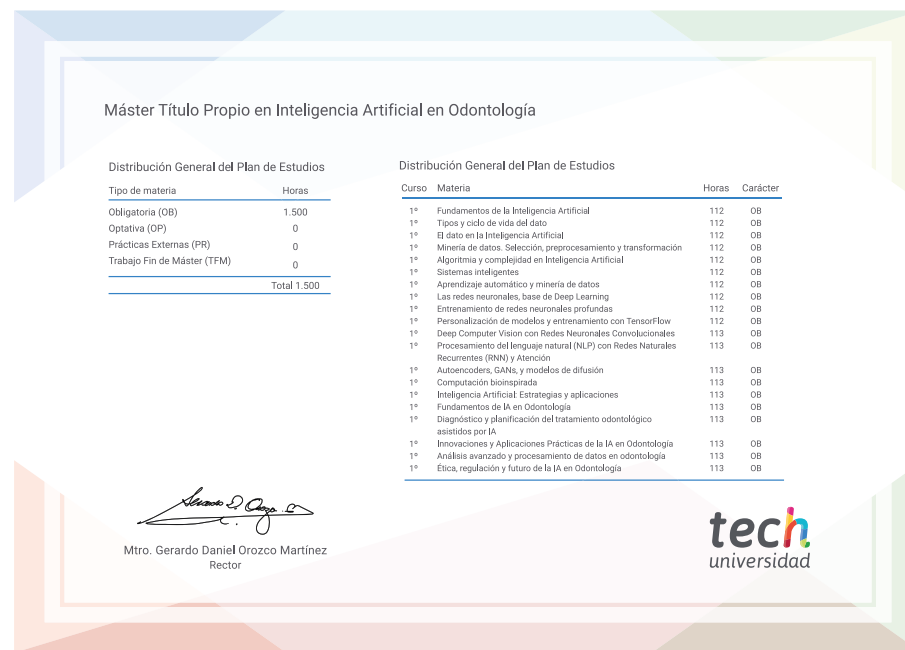 Máster Título Propio en Inteligencia Artificial en Odontología
Distribución General del Plan de Estudios
Tipo de materia Horas
Obligatoria (OB) 1.500
Optativa (OP) 0
Prácticas Externas (PR) 0
Trabajo Fin de Máster (TFM) 0
Total 1.500
Distribución General del Plan de Estudios
Curso Materia Horas Carácter
1º Fundamentos de la Inteligencia Artificial 112 OB
1º Tipos y ciclo de vida del dato 112 OB
1º El dato en la Inteligencia Artificial 112 OB
1º Minería de datos. Selección, preprocesamiento y transformación 112 OB
1º Algoritmia y complejidad en Inteligencia Artificial 112 OB
1º Sistemas inteligentes 112 OB
1º Aprendizaje automático y minería de datos 112 OB
1º Las redes neuronales, base de Deep Learning 112 OB
1º Entrenamiento de redes neuronales profundas 112 OB
1º Personalización de modelos y entrenamiento con TensorFlow 112 OB
1º Deep Computer Vision con Redes Neuronales Convolucionales 113 OB
1º Procesamiento del lenguaje natural (NLP) con Redes Naturales 113 OB
Recurrentes (RNN) y Atención
1º Autoencoders, GANs, y modelos de difusión 113 OB
1º Computación bioinspirada 113 OB
1º Inteligencia Artificial: Estrategias y aplicaciones 113 OB
1º Fundamentos de IA en Odontología 113 OB
1º Diagnóstico y planificación del tratamiento odontológico 113 OB
asistidos por IA
1º Innovaciones y Aplicaciones Prácticas de la IA en Odontología 113 OB
1º Análisis avanzado y procesamiento de datos en odontología 113 OB
1º Ética, regulación y futuro de la IA en Odontología 113 OB
Mtro. Gerardo Daniel Orozco Martínez
Rector
tech
universidad